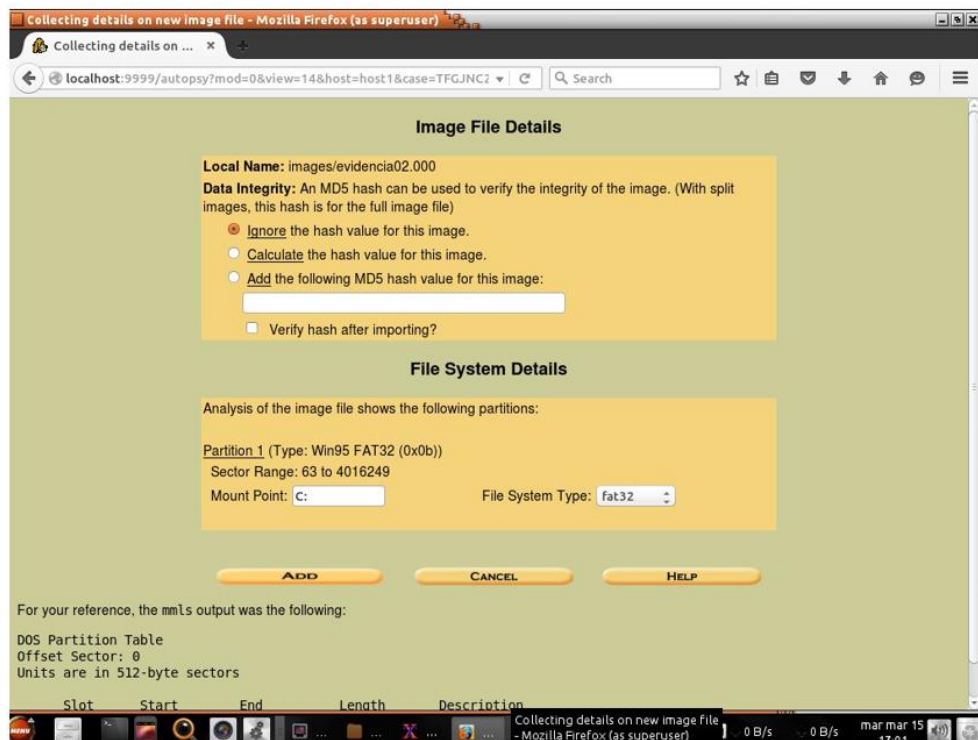 Collecting details on new image file - Mozilla Firefox (as superuser)
Collecting details on ...
localhost:9999/autopsy?mod=0&view=14&host=host1&case=TFGJNC2
Search
Image File Details
Local Name: images/evidencia02.000
Data Integrity: An MD5 hash can be used to verify the integrity of the image. (With split
images, this hash is for the full image file)
Ignore the hash value for this image.
Calculate the hash value for this image.
Add the following MD5 hash value for this image:
Verify hash after importing?
File System Details
Analysis of the image file shows the following partitions:
Partition 1 (Type: Win95 FAT32 (0x0b))
Sector Range: 63 to 4016249
Mount Point: C:
File System Type: fat32
ADD
CANCEL
HELP
For your reference, the mmls output was the following:
DOS Partition Table
Offset Sector: 0
Units are in 512-byte sectors
Slot Start End Length Description
MENU
Collecting details on new image file
- Mozilla Firefox (as superuser)
0 B/s
0 B/s
mar mar 15
17:01